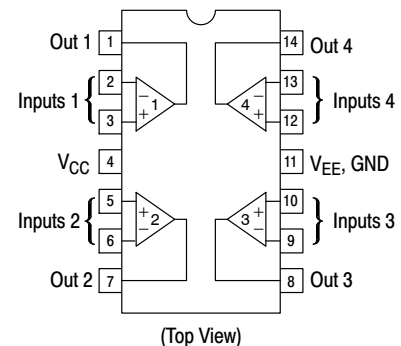 Out 1 1 14 Out 4
Inputs 1 { 2 − 1 − 13 } Inputs 4
3 + 4 + 12
VCC 4 11 VEE, GND
Inputs 2 { 5 + 2 + 10 } Inputs 3
6 − 3 − 9
Out 2 7 8 Out 3
(Top View)